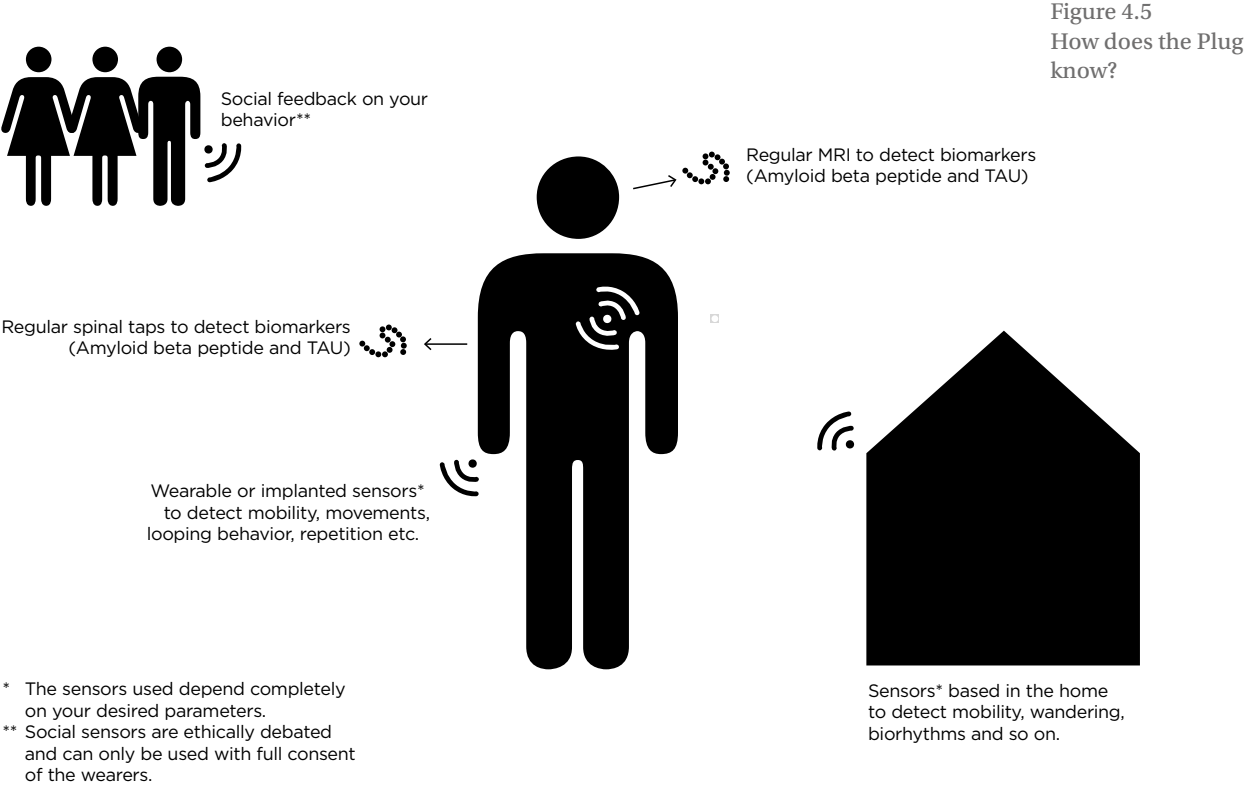 Figure 4.5
How does the Plug
know?
Social feedback on your
behavior**
Regular MRI to detect biomarkers
(Amyloid beta peptide and TAU)
Regular spinal taps to detect biomarkers
(Amyloid beta peptide and TAU)
Wearable or implanted sensors*
to detect mobility, movements,
looping behavior, repetition etc.
Sensors* based in the home
to detect mobility, wandering,
biorhythms and so on.
* The sensors used depend completely
on your desired parameters.
** Social sensors are ethically debated
and can only be used with full consent
of the wearers.